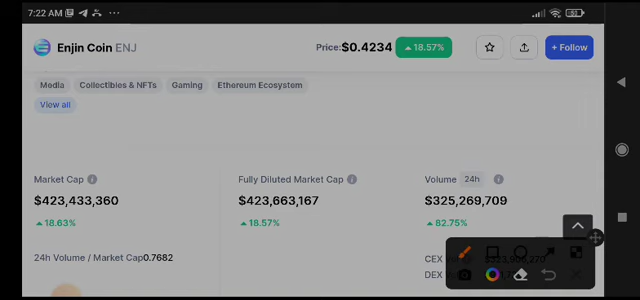 7:22 AM
Enjin Coin ENJ
Price:$0.4234
18.57%
+ Follow
Media
Collectibles & NFTs
Gaming
Ethereum Ecosystem
View all
Market Cap
Fully Diluted Market Cap
Volume 24h
$423,433,360
$423,663,167
$325,269,709
18.63%
18.57%
82.75%
24h Volume / Market Cap0.7682
CEX
DEX